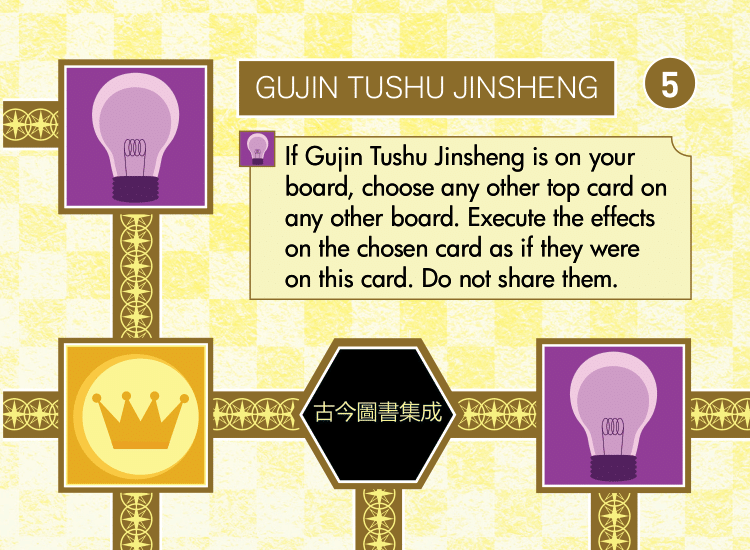 GUJIN TUSHU JINSHENG
5
If Gujin Tushu Jinsheng is on your
board, choose any other top card on
any other board. Execute the effects
on the chosen card as if they were
on this card. Do not share them.
古今圖書集成